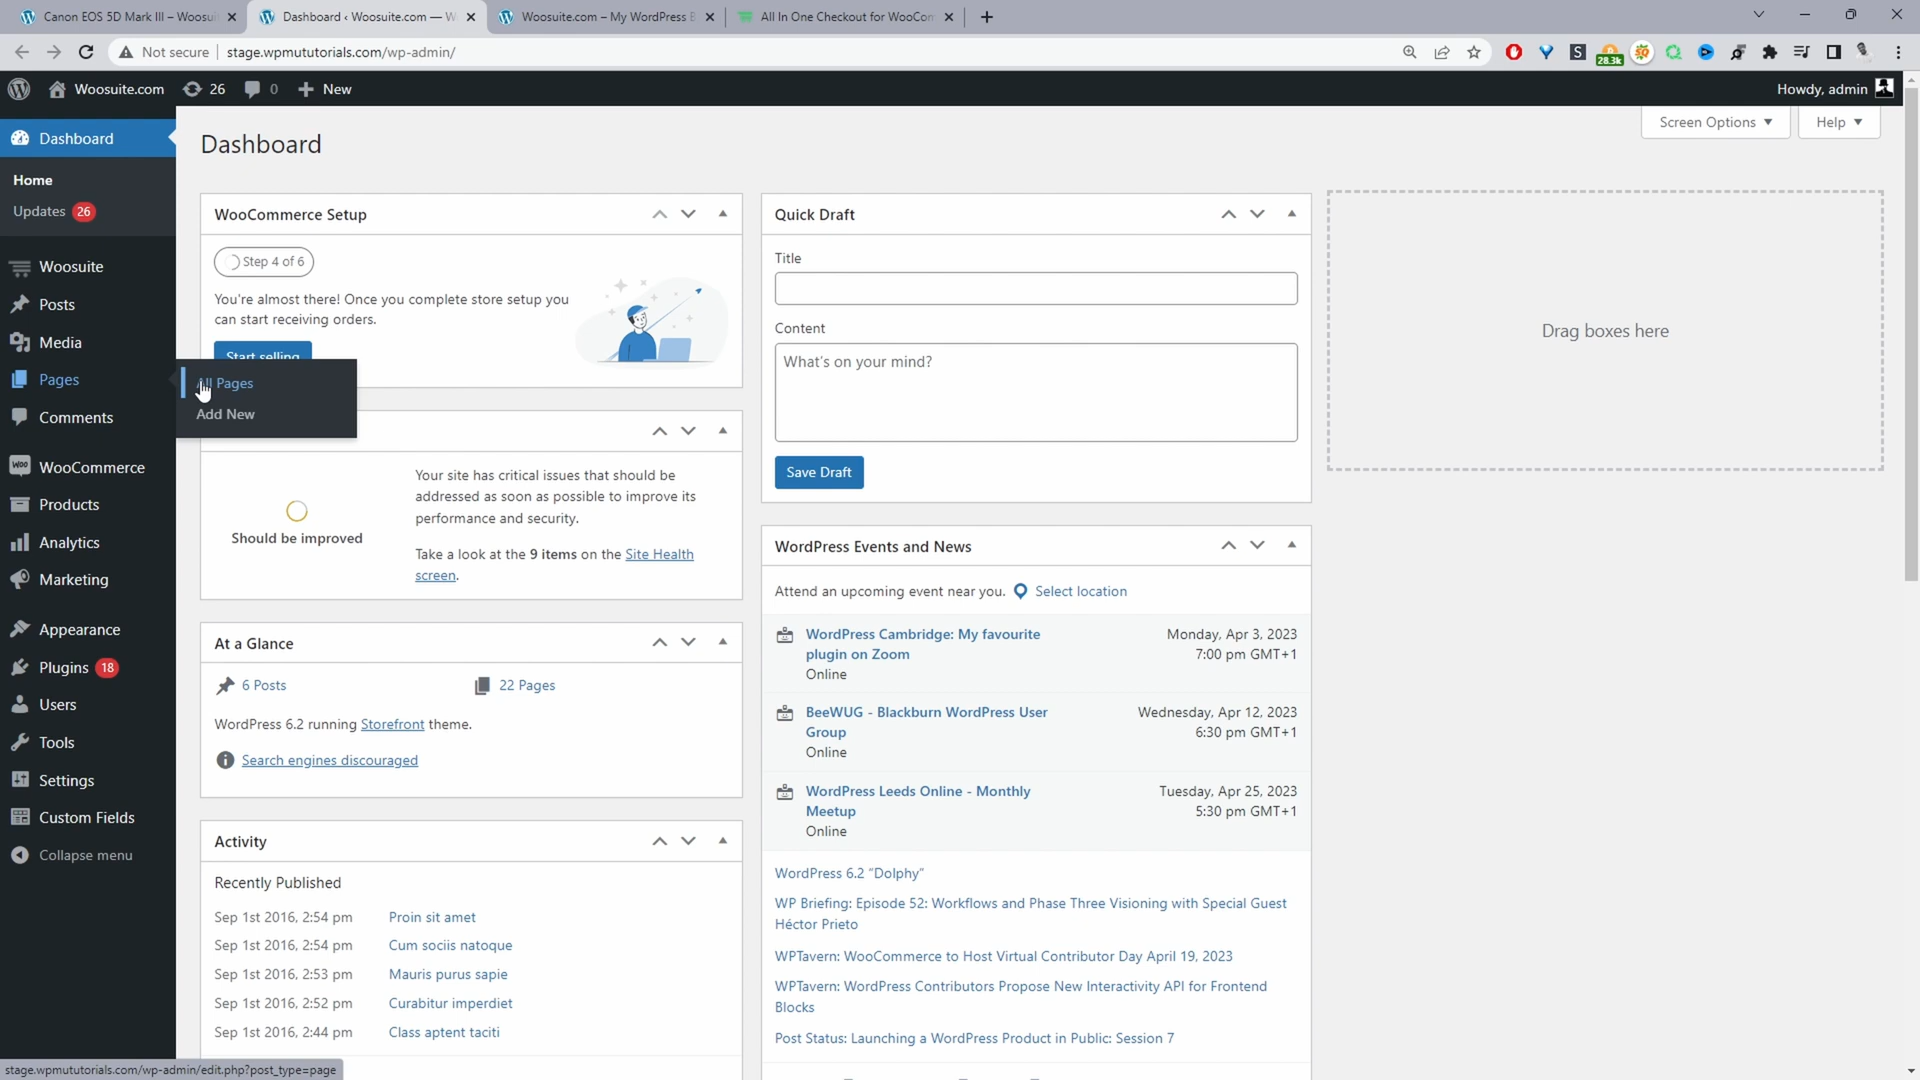 Canon EOS 5D Mark III – Woosui
Dashboard ‹ Woosuite.com — W
Woosuite.com – My WordPress B
All In One Checkout for WooCom
Not secure
stage.wpmututorials.com/wp-admin/
28.3k
Woosuite.com
26
0
New
Howdy, admin
Dashboard
Home
Updates 26
Woosuite
Posts
Media
Pages
Comments
WooCommerce
Products
Analytics
Marketing
Appearance
Plugins 18
Users
Tools
Settings
Custom Fields
Collapse menu
All Pages
Add New
Dashboard
Screen Options
Help
WooCommerce Setup
Step 4 of 6
You're almost there! Once you complete store setup you
can start receiving orders.
Start selling
Should be improved
Your site has critical issues that should be
addressed as soon as possible to improve its
performance and security.
Take a look at the 9 items on the Site Health
screen.
At a Glance
6 Posts
22 Pages
WordPress 6.2 running Storefront theme.
Search engines discouraged
Activity
Recently Published
Sep 1st 2016, 2:54 pm Proin sit amet
Sep 1st 2016, 2:54 pm Cum sociis natoque
Sep 1st 2016, 2:53 pm Mauris purus sapie
Sep 1st 2016, 2:52 pm Curabitur imperdiet
Sep 1st 2016, 2:44 pm Class aptent taciti
Quick Draft
Title
Content
What's on your mind?
Save Draft
WordPress Events and News
Attend an upcoming event near you. Select location
WordPress Cambridge: My favourite
plugin on Zoom
Online
Monday, Apr 3, 2023
7:00 pm GMT+1
BeeWUG - Blackburn WordPress User
Group
Online
Wednesday, Apr 12, 2023
6:30 pm GMT+1
WordPress Leeds Online - Monthly
Meetup
Online
Tuesday, Apr 25, 2023
5:30 pm GMT+1
WordPress 6.2 “Dolphy”
WP Briefing: Episode 52: Workflows and Phase Three Visioning with Special Guest
Héctor Prieto
WPTavern: WooCommerce to Host Virtual Contributor Day April 19, 2023
WPTavern: WordPress Contributors Propose New Interactivity API for Frontend
Blocks
Post Status: Launching a WordPress Product in Public: Session 7
Drag boxes here
stage.wpmututorials.com/wp-admin/edit.php?post_type=page